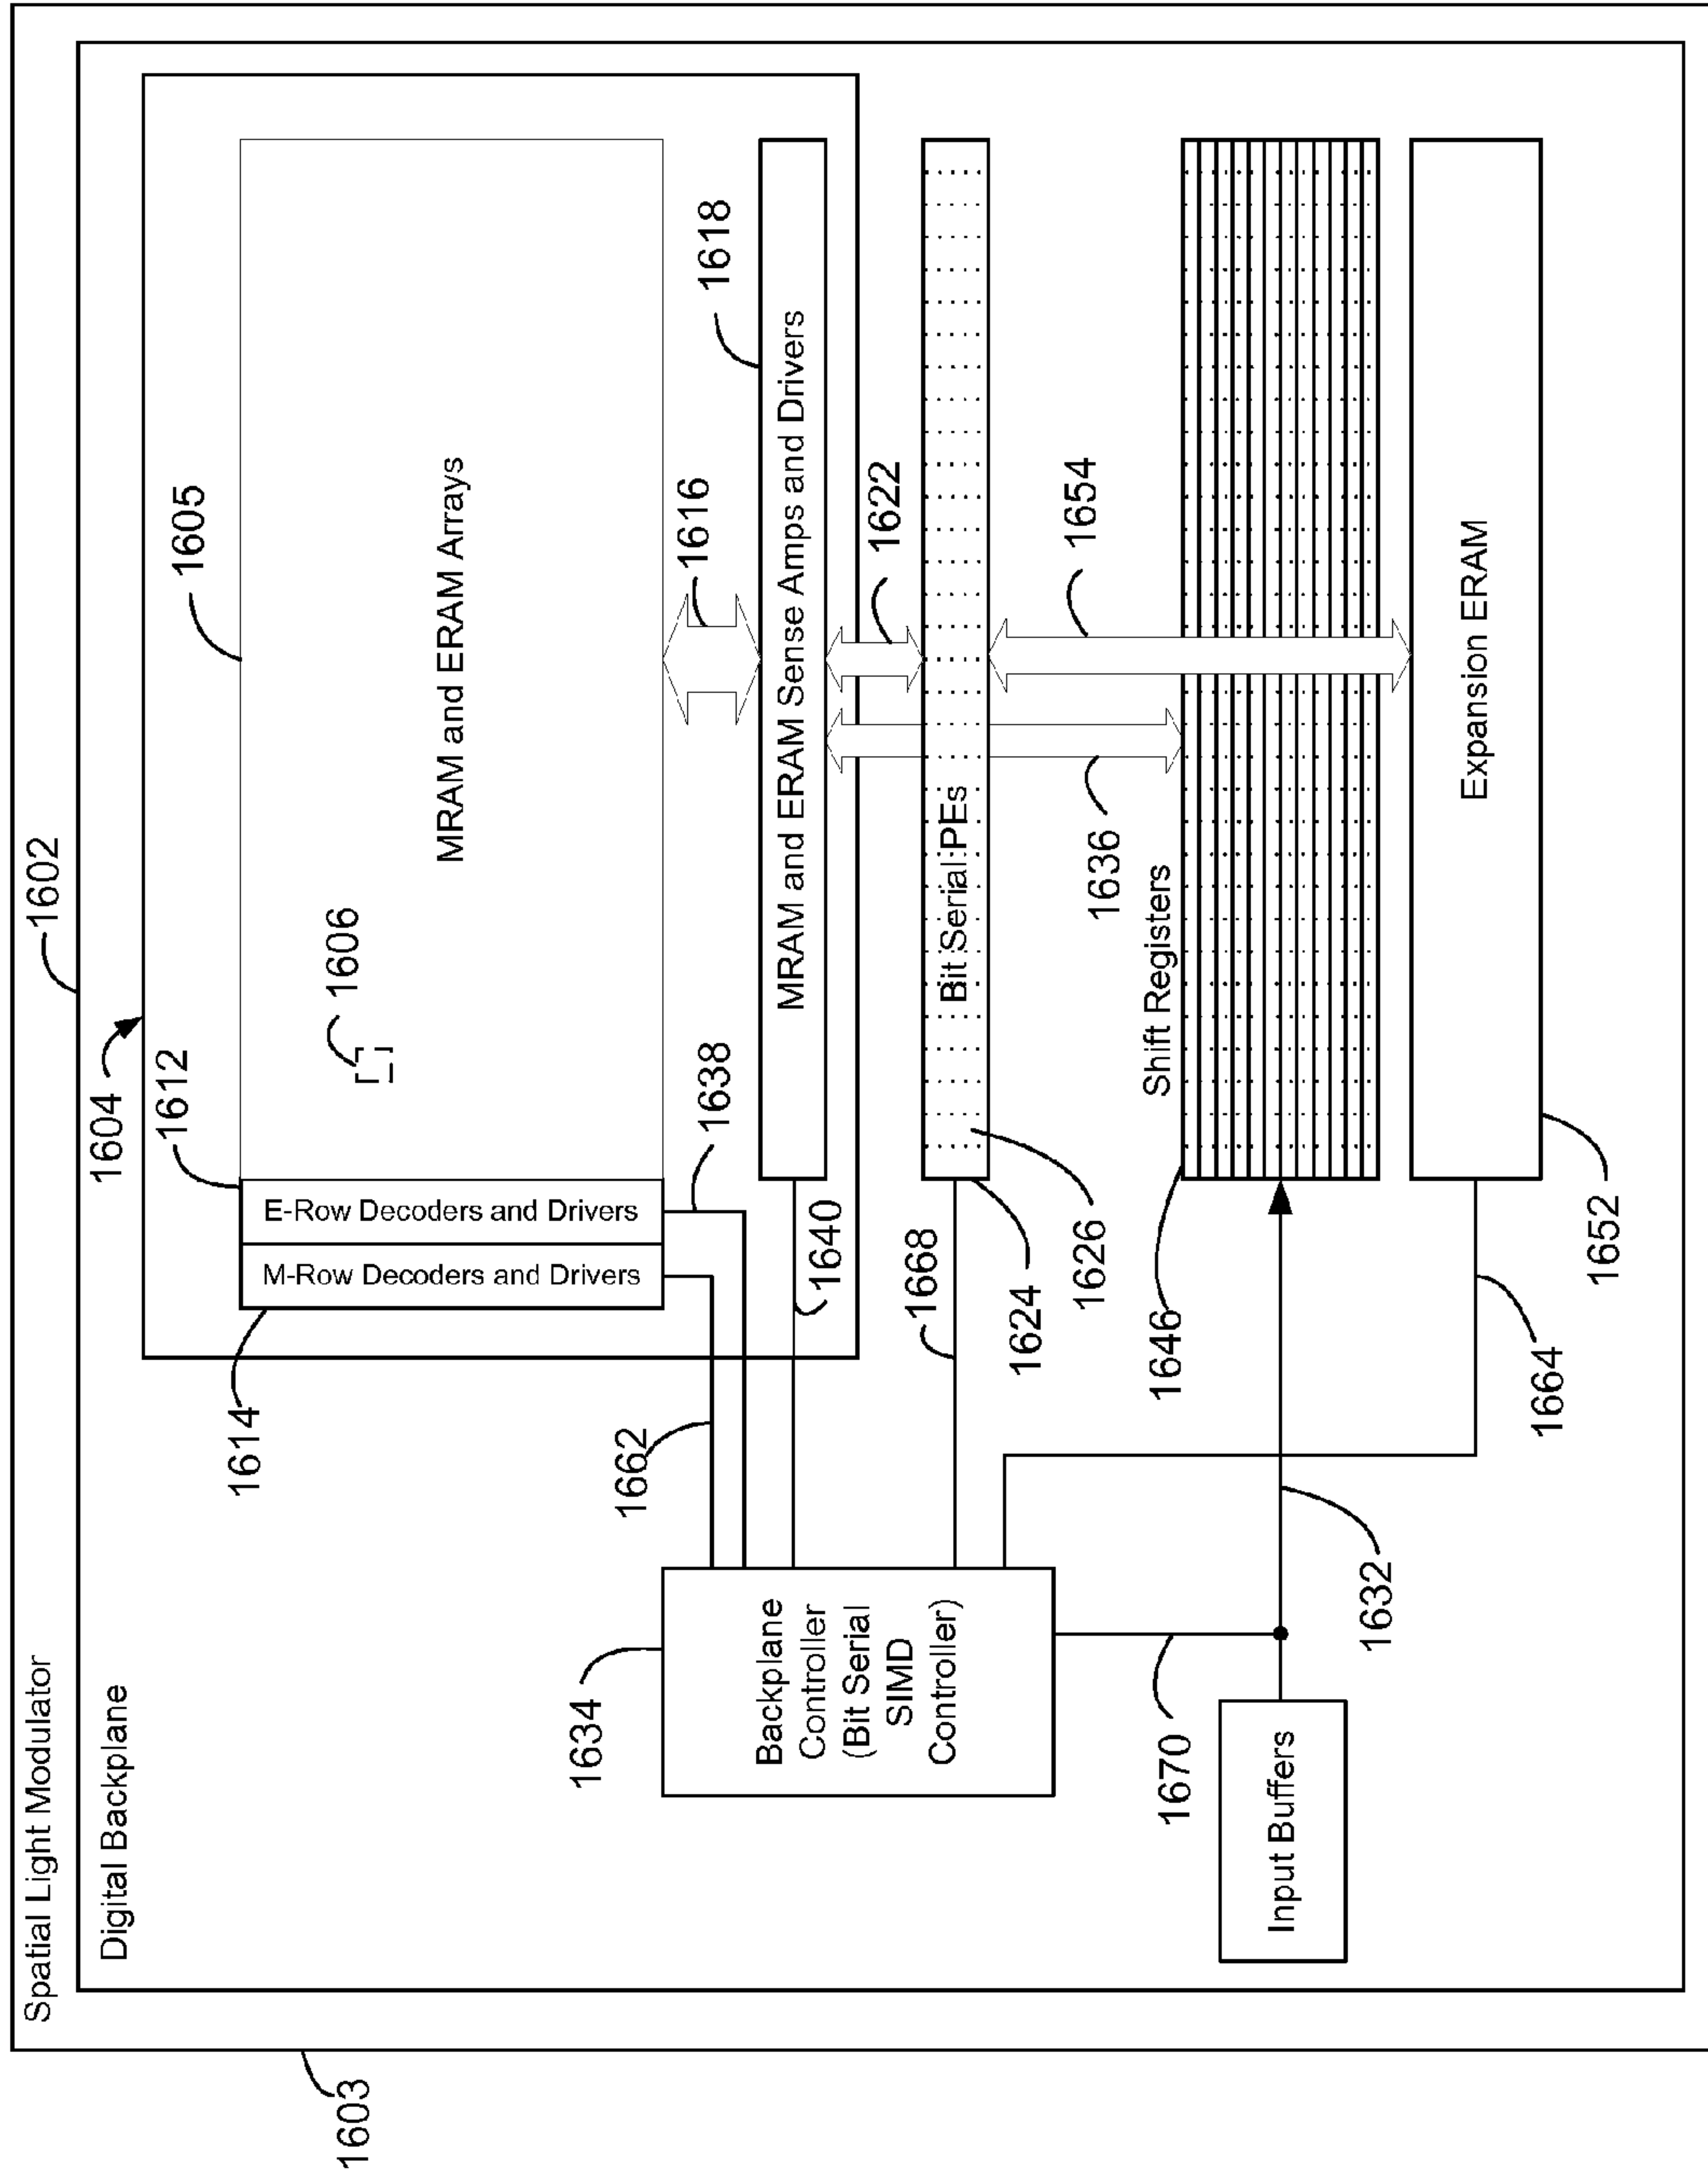 Spatial Light Modulator
1602
Digital Backplane
1604
1605
1612
1606
MRAM and ERAM Arrays
E-Row Decoders and Drivers
M-Row Decoders and Drivers
1614
1616
1638
1662
1618
MRAM and ERAM Sense Amps and Drivers
1640
1622
1634
Backplane
Controller
(Bit Serial
SIMD
Controller)
Bit Serial PEs
1668
1624
1626
1654
1636
Shift Registers
1646
1670
Input Buffers
1632
Expansion ERAM
1664
1652
1603